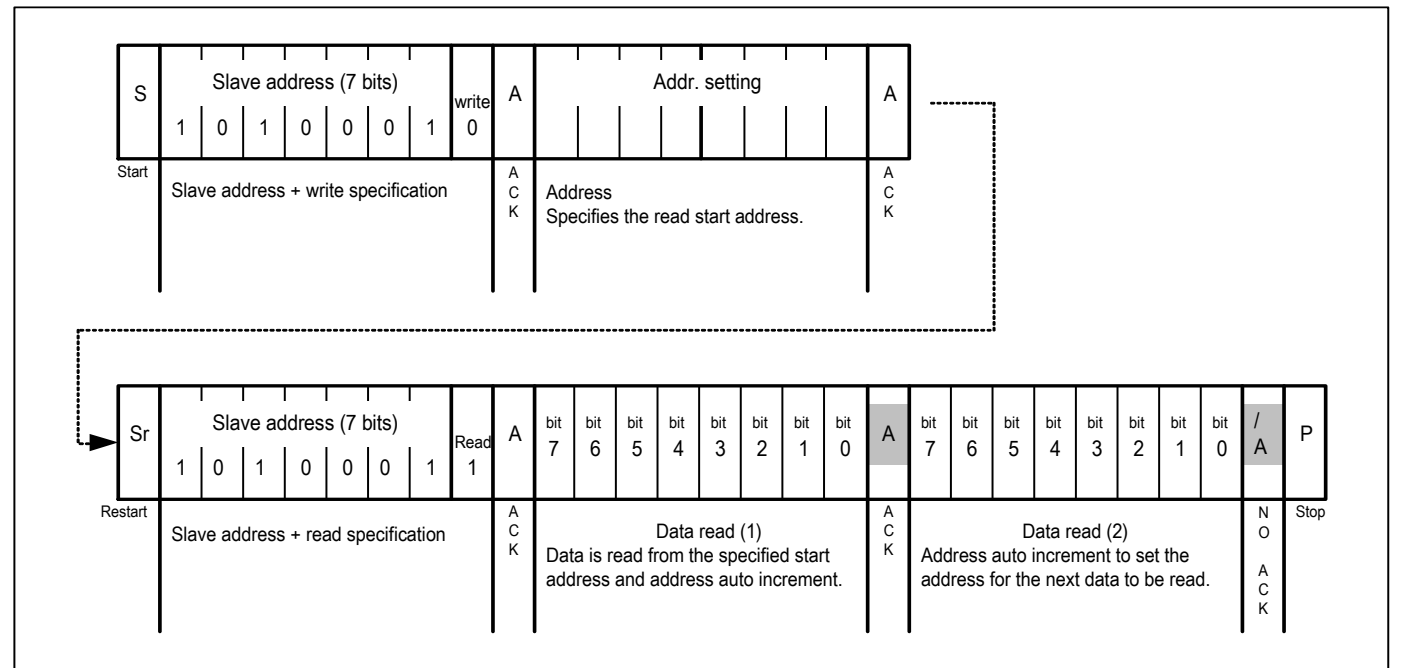 S
Slave address (7 bits)
write
A
Addr. setting
A
1 0 1 0 0 0 1 0
Start
Slave address + write specification
A
C
K
Address
Specifies the read start address.
A
C
K
Sr
Slave address (7 bits)
Read
A
bit bit bit bit bit bit bit bit
7 6 5 4 3 2 1 0
A
bit bit bit bit bit bit bit bit
7 6 5 4 3 2 1 0
/
A
P
1 0 1 0 0 0 1 1
Restart
Slave address + read specification
A
C
K
Data read (1)
Data is read from the specified start
address and address auto increment.
A
C
K
Data read (2)
Address auto increment to set the
address for the next data to be read.
N
O
A
C
K
Stop